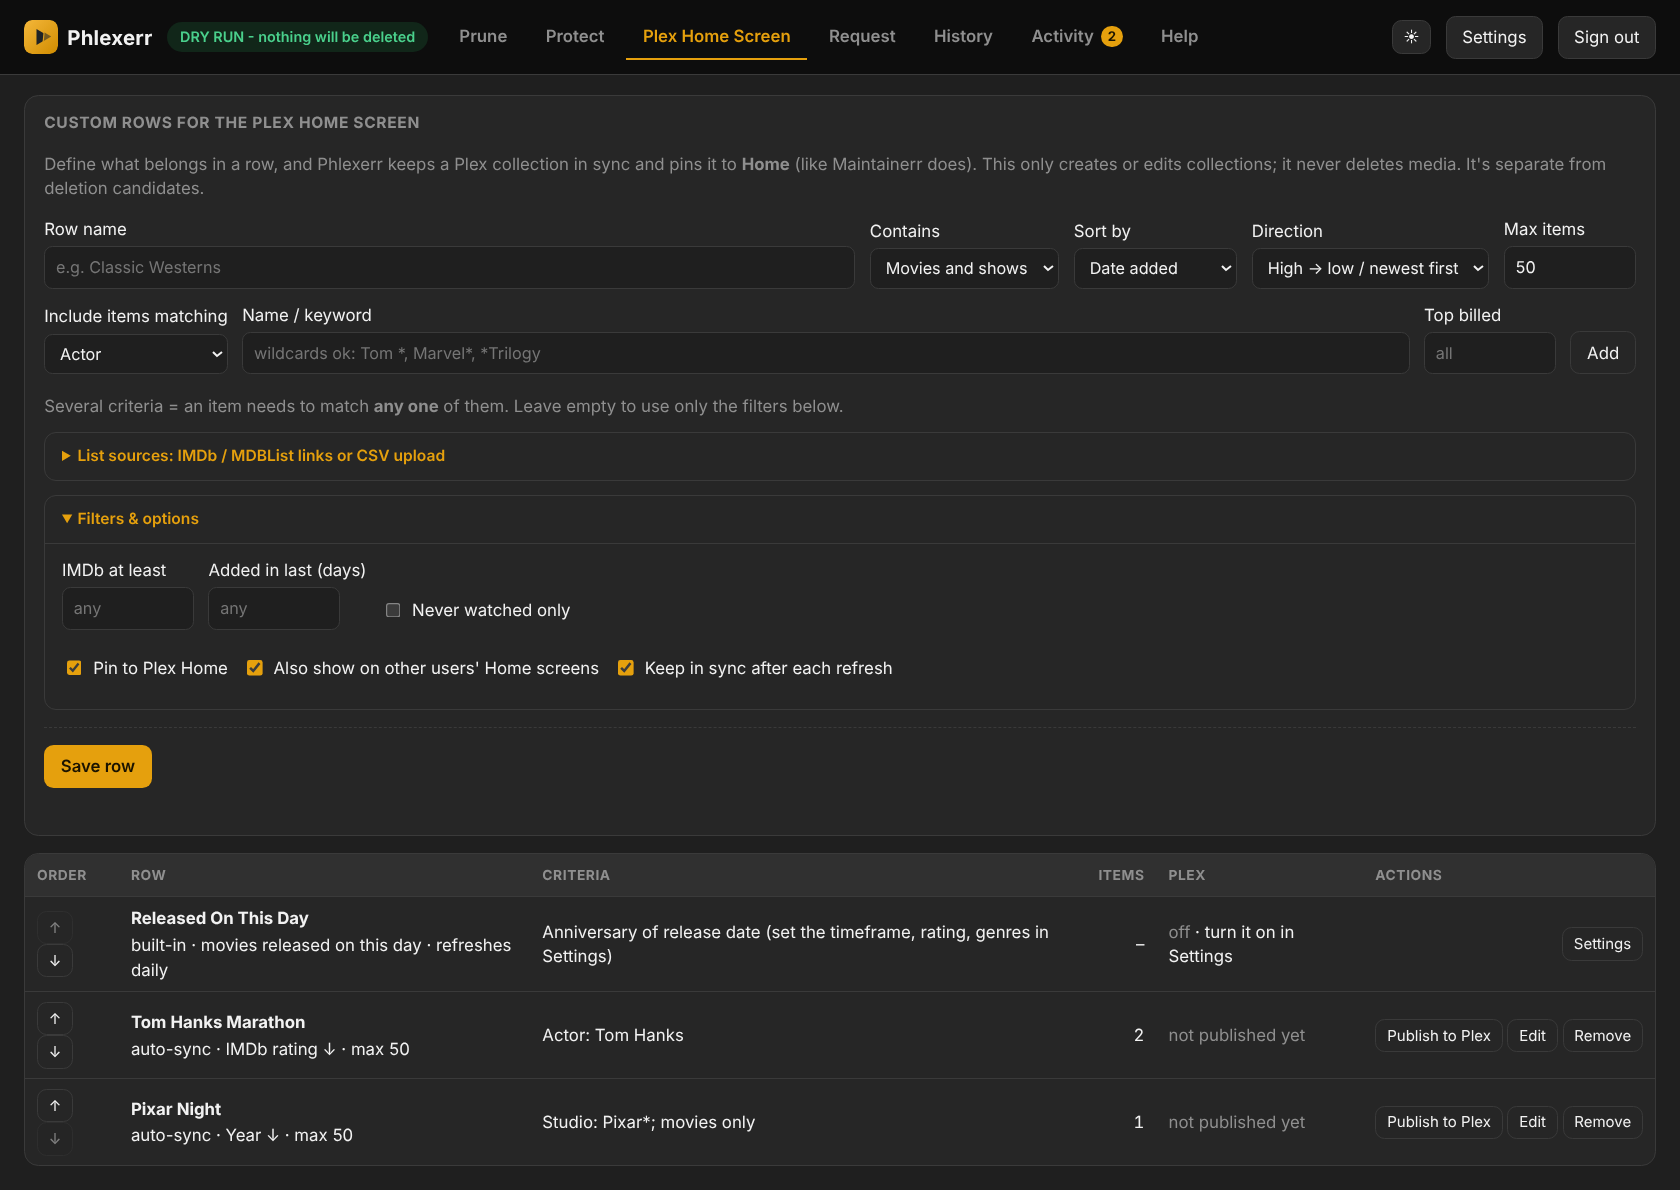 Phlexerr
DRY RUN - nothing will be deleted
Prune
Protect
Plex Home Screen
Request
History
Activity 2
Help
Settings
Sign out
CUSTOM ROWS FOR THE PLEX HOME SCREEN
Define what belongs in a row, and Phlexerr keeps a Plex collection in sync and pins it to Home (like Maintainerr does). This only creates or edits collections; it never deletes media. It's separate from
deletion candidates.
Row name
Contains
Sort by
Direction
Max items
e.g. Classic Westerns
Movies and shows
Date added
High → low / newest first
50
Include items matching
Name / keyword
Top billed
Actor
wildcards ok: Tom *, Marvel*, *Trilogy
all
Add
Several criteria = an item needs to match any one of them. Leave empty to use only the filters below.
▶ List sources: IMDb / MDBList links or CSV upload
▼ Filters & options
IMDb at least
Added in last (days)
any
any
Never watched only
Pin to Plex Home
Also show on other users' Home screens
Keep in sync after each refresh
Save row
ORDER
ROW
CRITERIA
ITEMS
PLEX
ACTIONS
↑
↓
Released On This Day
built-in · movies released on this day · refreshes
daily
Anniversary of release date (set the timeframe, rating, genres in
Settings)
–
off · turn it on in
Settings
Settings
↑
↓
Tom Hanks Marathon
auto-sync · IMDb rating ↓ · max 50
Actor: Tom Hanks
2
not published yet
Publish to Plex
Edit
Remove
↑
↓
Pixar Night
auto-sync · Year ↓ · max 50
Studio: Pixar*; movies only
1
not published yet
Publish to Plex
Edit
Remove